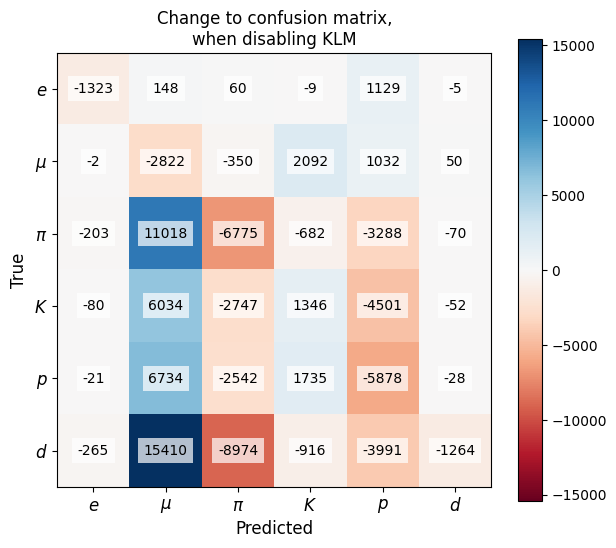 Change to confusion matrix,
when disabling KLM
e -1323 148 60 -9 1129 -5
μ -2 -2822 -350 2092 1032 50
π -203 11018 -6775 -682 -3288 -70
K -80 6034 -2747 1346 -4501 -52
p -21 6734 -2542 1735 -5878 -28
d -265 15410 -8974 -916 -3991 -1264
e μ π K p d
Predicted
True
15000
10000
5000
0
−5000
−10000
−15000